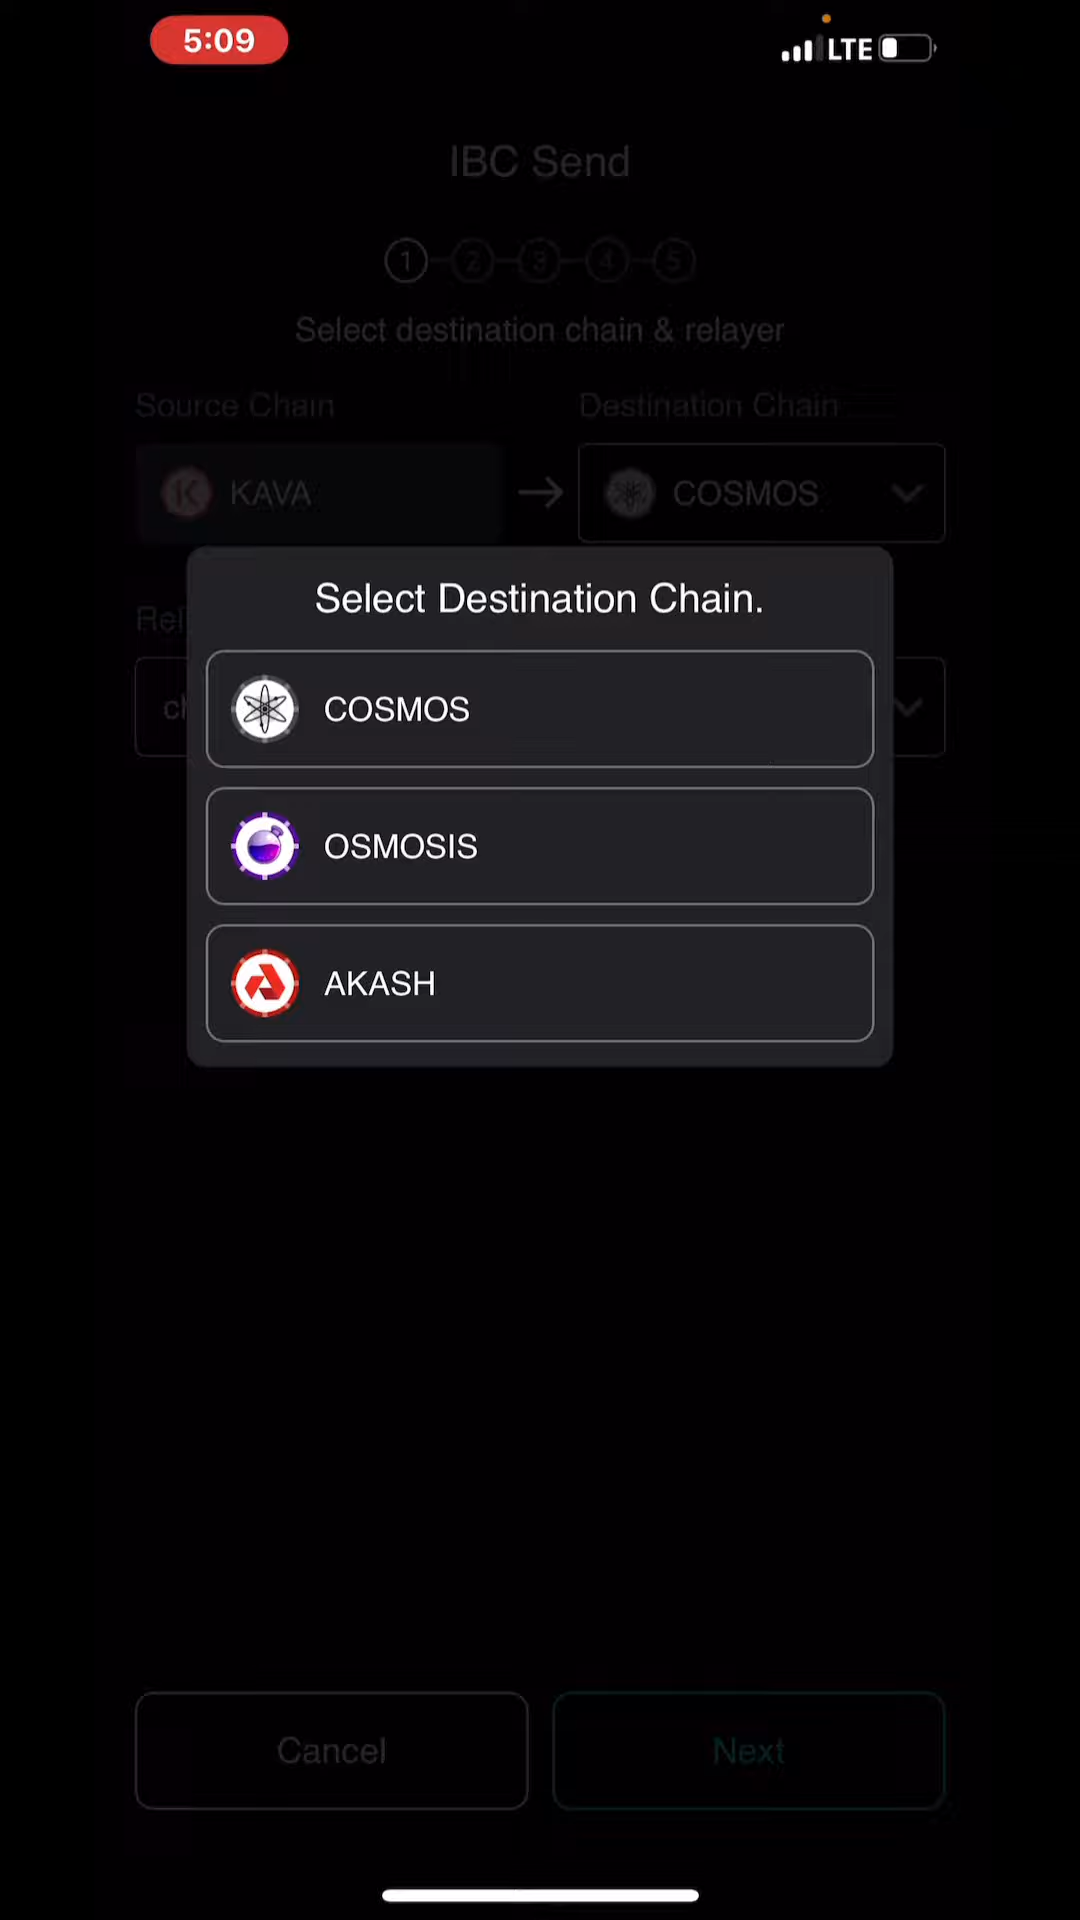 5:09
LTE
IBC Send
1 2 3 4 5
Select destination chain & relayer
Source Chain
Destination Chain
KAVA
COSMOS
Select Destination Chain.
COSMOS
OSMOSIS
AKASH
Cancel
Next